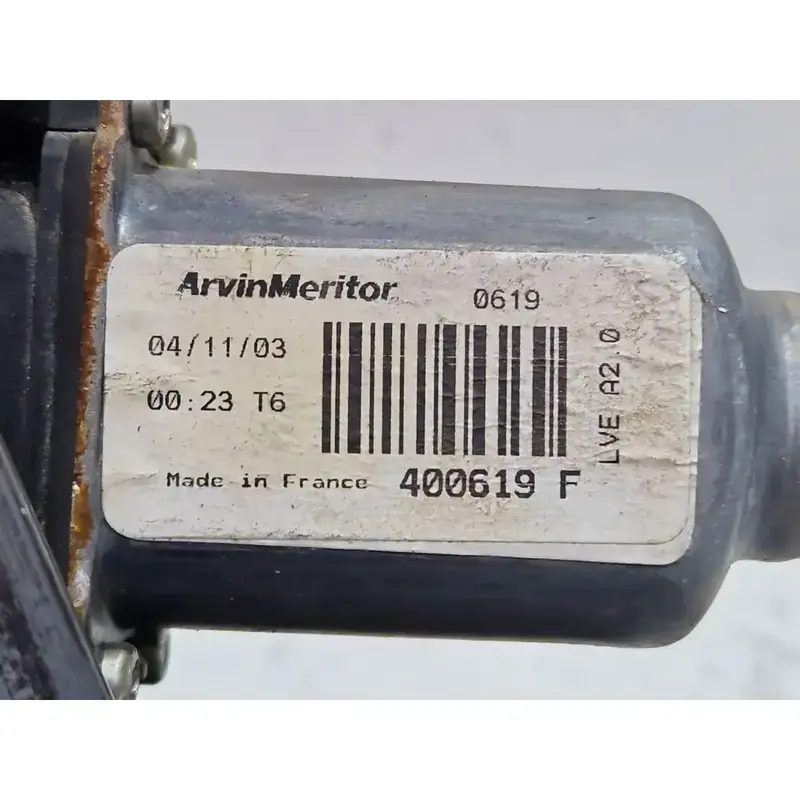 ArvinMeritor 0619
04/11/03
00:23 T6
Made in France 400619 F
LVE A2.0